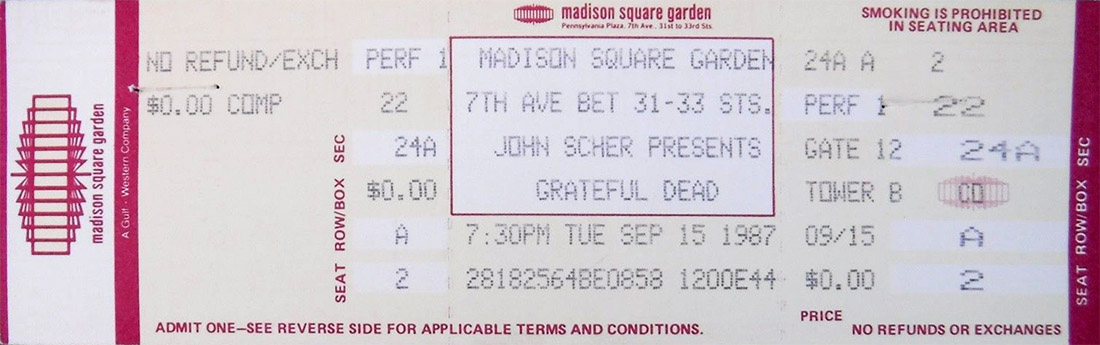 madison square garden
Pennsylvania Plaza, 7th Ave., 31st to 33rd Sts.
SMOKING IS PROHIBITED
IN SEATING AREA
madison square garden
A Gulf + Western Company
NO REFUND/EXCH PERF 1 MADISON SQUARE GARDEN 24A A 2
$0.00 COMP 22 7TH AVE BET 31-33 STS. PERF 1 22
24A JOHN SCHER PRESENTS GATE 12 24A
$0.00 GRATEFUL DEAD TOWER B CO
A 7:30PM TUE SEP 15 1987 09/15 A
2 28182564BE0858 1200E44 $0.00 2
SEAT ROW/BOX SEC
SEAT ROW/BOX SEC
PRICE
ADMIT ONE—SEE REVERSE SIDE FOR APPLICABLE TERMS AND CONDITIONS.
NO REFUNDS OR EXCHANGES